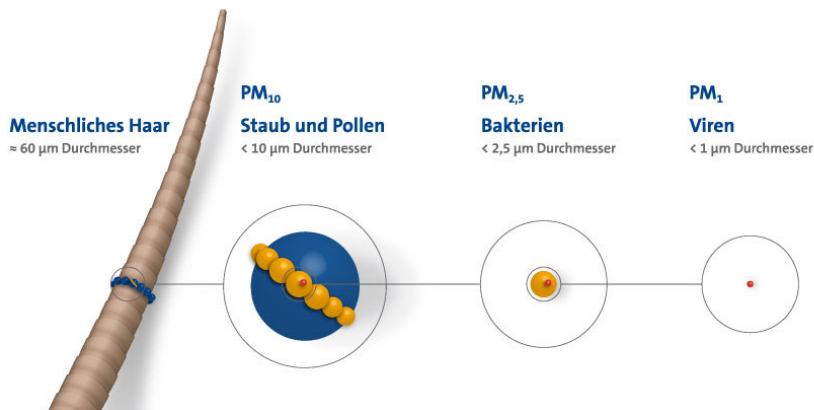 Menschliches Haar
≈ 60 µm Durchmesser
PM₁₀
Staub und Pollen
< 10 µm Durchmesser
PM₂,₅
Bakterien
< 2,5 µm Durchmesser
PM₁
Viren
< 1 µm Durchmesser